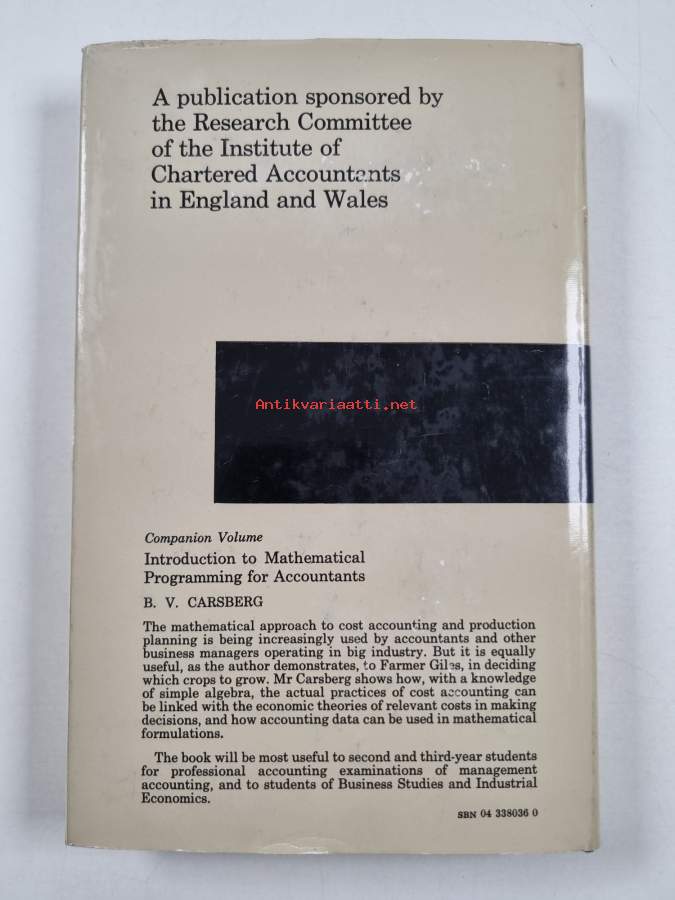 A publication sponsored by
the Research Committee
of the Institute of
Chartered Accountants
in England and Wales
Antikvariaatti.net
Companion Volume
Introduction to Mathematical
Programming for Accountants
B. V. CARSBERG
The mathematical approach to cost accounting and production
planning is being increasingly used by accountants and other
business managers operating in big industry. But it is equally
useful, as the author demonstrates, to Farmer Giles, in deciding
which crops to grow. Mr Carsberg shows how, with a knowledge
of simple algebra, the actual practices of cost accounting can
be linked with the economic theories of relevant costs in making
decisions, and how accounting data can be used in mathematical
formulations.
The book will be most useful to second and third-year students
for professional accounting examinations of management
accounting, and to students of Business Studies and Industrial
Economics.
SBN 04 338036 0